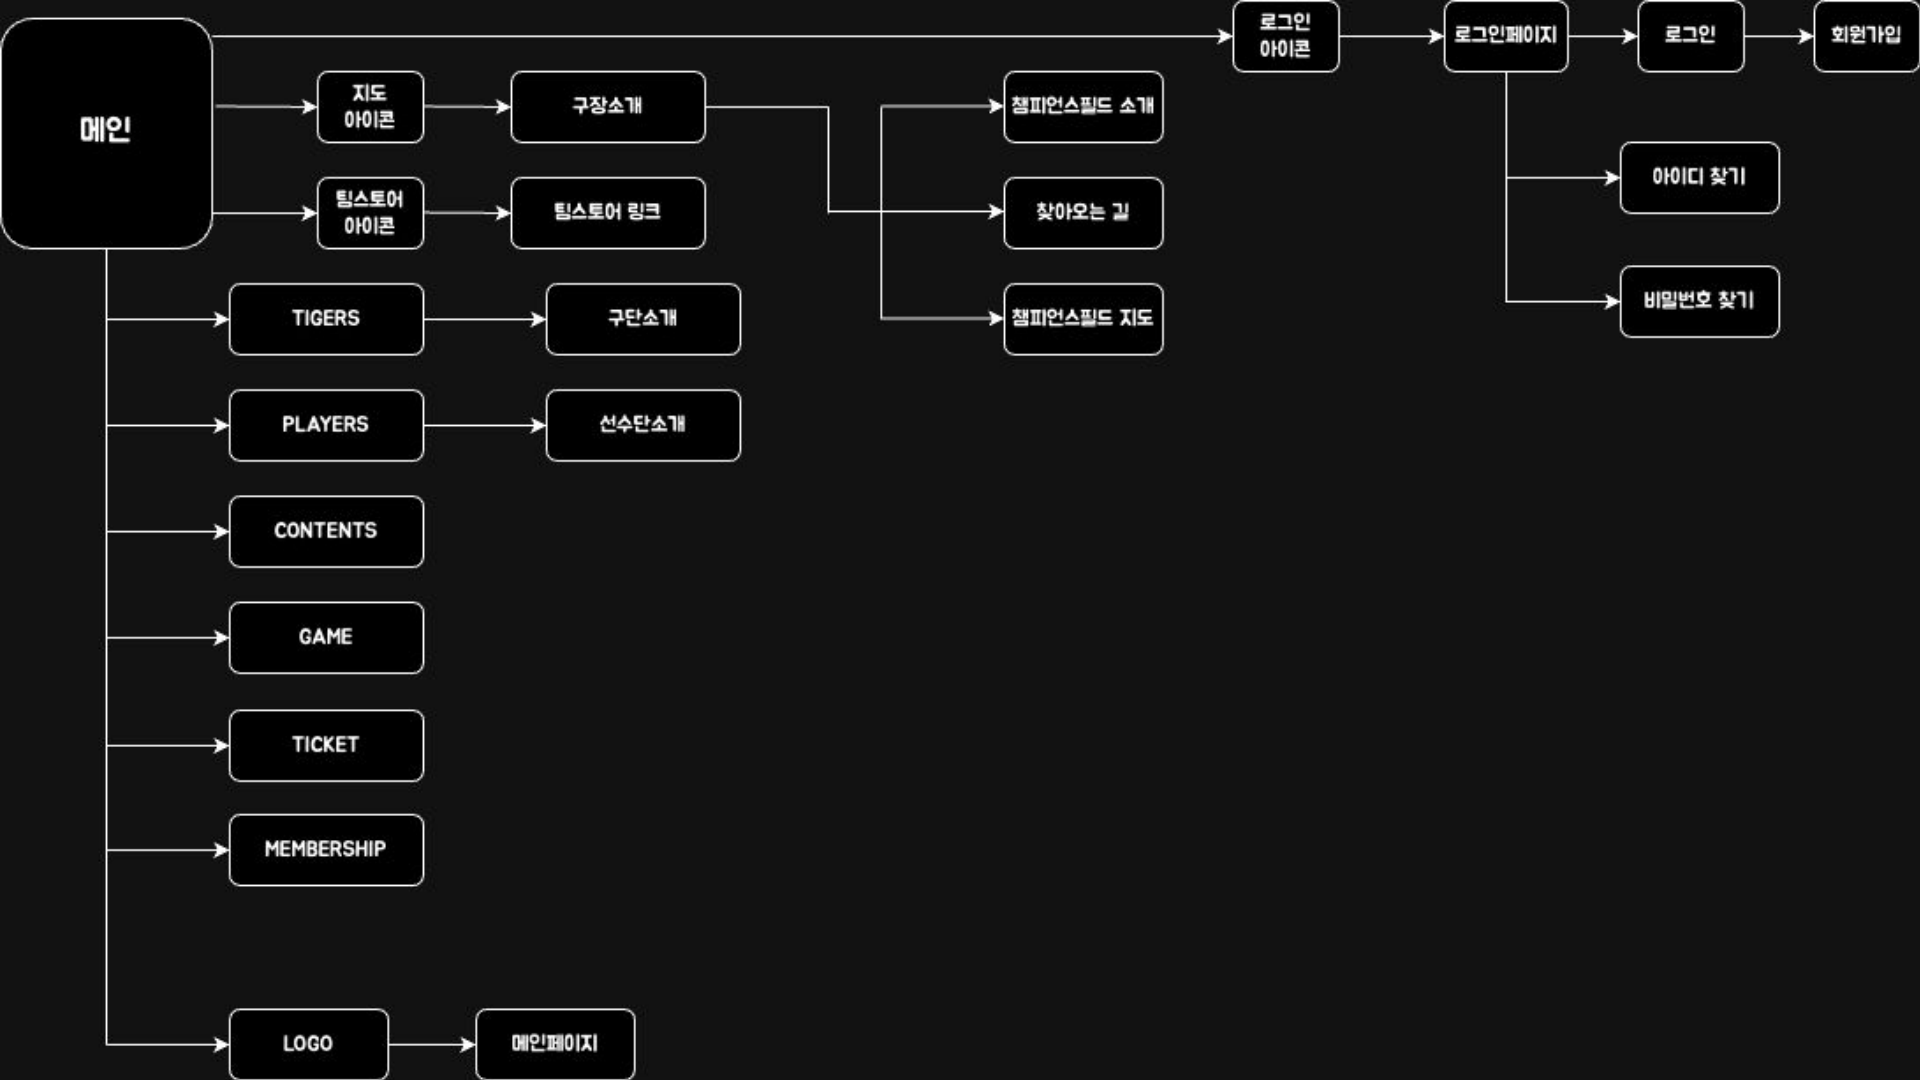 메인
로그인
아이콘
로그인페이지
로그인
회원가입
지도
아이콘
구장소개
챔피언스필드 소개
팀스토어
아이콘
팀스토어 링크
찾아오는 길
아이디 찾기
TIGERS
구단소개
챔피언스필드 지도
비밀번호 찾기
PLAYERS
선수단소개
CONTENTS
GAME
TICKET
MEMBERSHIP
LOGO
메인페이지